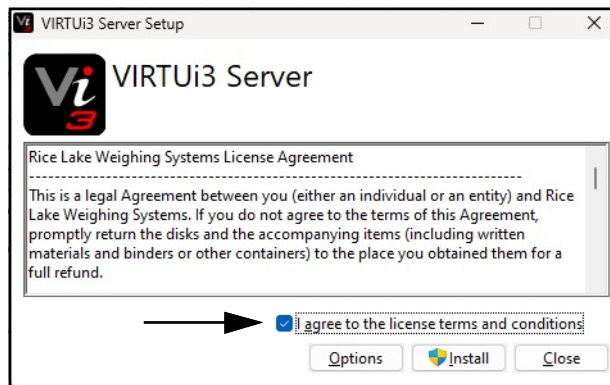 Vi VIRTUi3 Server Setup
Vi3 VIRTUi3 Server
Rice Lake Weighing Systems License Agreement
--------------------------------------------------------------------------------
This is a legal Agreement between you (either an individual or an entity) and Rice
Lake Weighing Systems. If you do not agree to the terms of this Agreement,
promptly return the disks and the accompanying items (including written
materials and binders or other containers) to the place you obtained them for a
full refund.
I agree to the license terms and conditions
Options Install Close